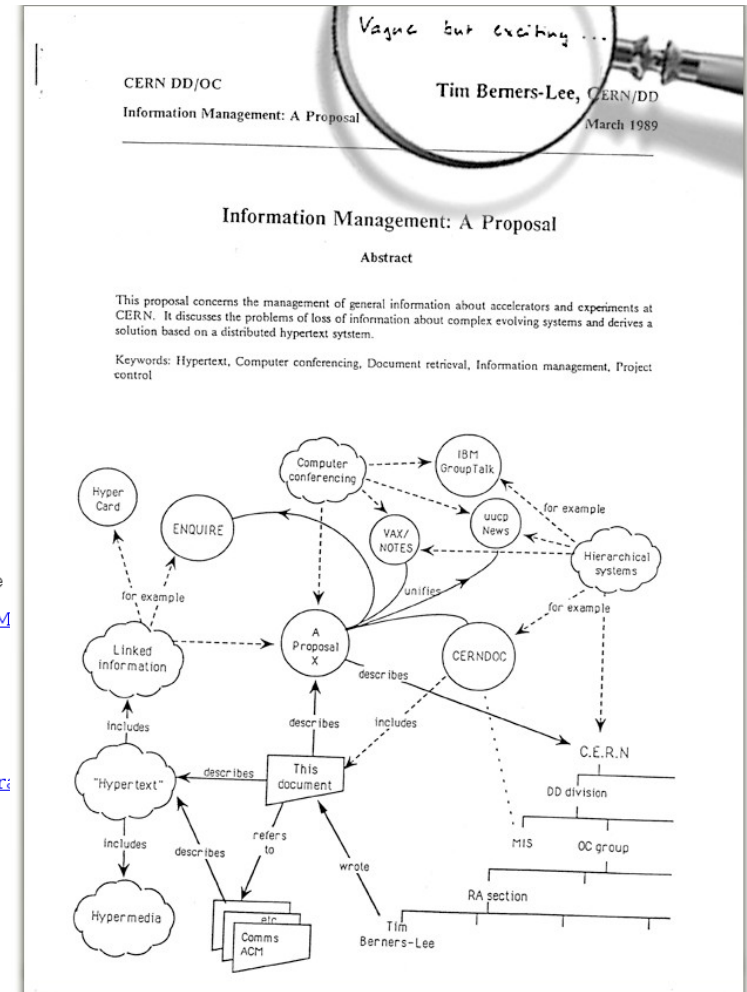 Vague but exciting ...
CERN DD/OC
Tim Berners-Lee, CERN/DD
Information Management: A Proposal
March 1989
Information Management: A Proposal
Abstract
This proposal concerns the management of general information about accelerators and experiments at
CERN. It discusses the problems of loss of information about complex evolving systems and derives a
solution based on a distributed hypertext sytstem.
Keywords: Hypertext, Computer conferencing, Document retrieval, Information management, Project
control
IBM
GroupTalk
Computer
conferencing
Hyper
Card
ENQUIRE
VAX/
NOTES
uucp
News
for example
Hierarchical
systems
for example
unifies
for example
Linked
information
A
Proposal
X
CERNDOC
describes
includes
describes
includes
C.E.R.N
"Hypertext"
describes
This
document
DD division
includes
describes
refers
to
wrote
MIS
OC group
RA section
Hypermedia
etc
Comms
ACM
Tim
Berners-Lee